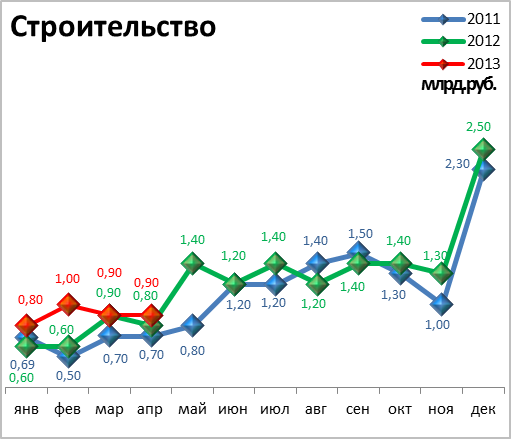 Строительство
2011
2012
2013
млрд.руб.
2,50
2,30
1,40 1,40 1,40 1,50 1,40
1,20 1,30
1,00 0,90 0,90
0,80 0,90 0,80
1,20 1,20 1,20 1,40 1,30 1,00
0,60
0,69 0,50 0,70 0,70 0,80
0,60
янв фев мар апр май июн июл авг сен окт ноя дек